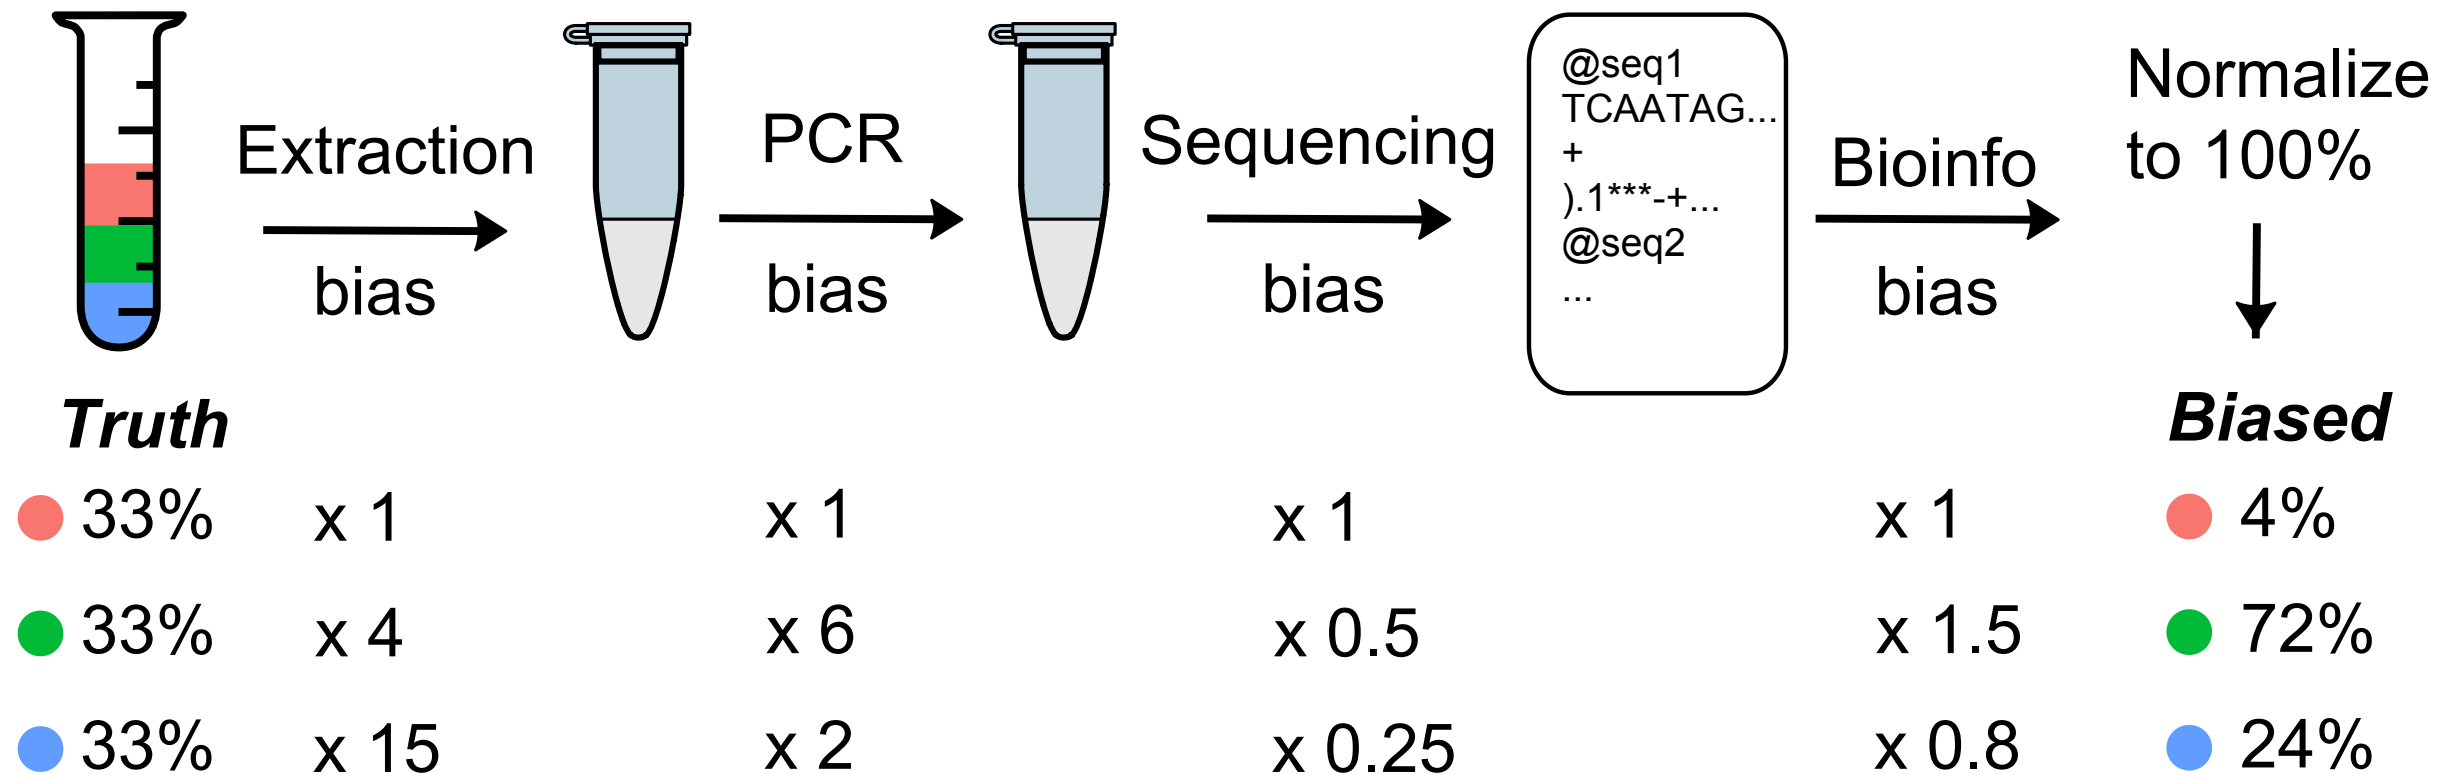 Extraction
bias
PCR
bias
Sequencing
bias
@seq1
TCAATAG...
+
).1***-+...
@seq2
...
Bioinfo
bias
Normalize
to 100%
Truth
Biased
33% x 1 x 1 x 1 x 1 4%
33% x 4 x 6 x 0.5 x 1.5 72%
33% x 15 x 2 x 0.25 x 0.8 24%